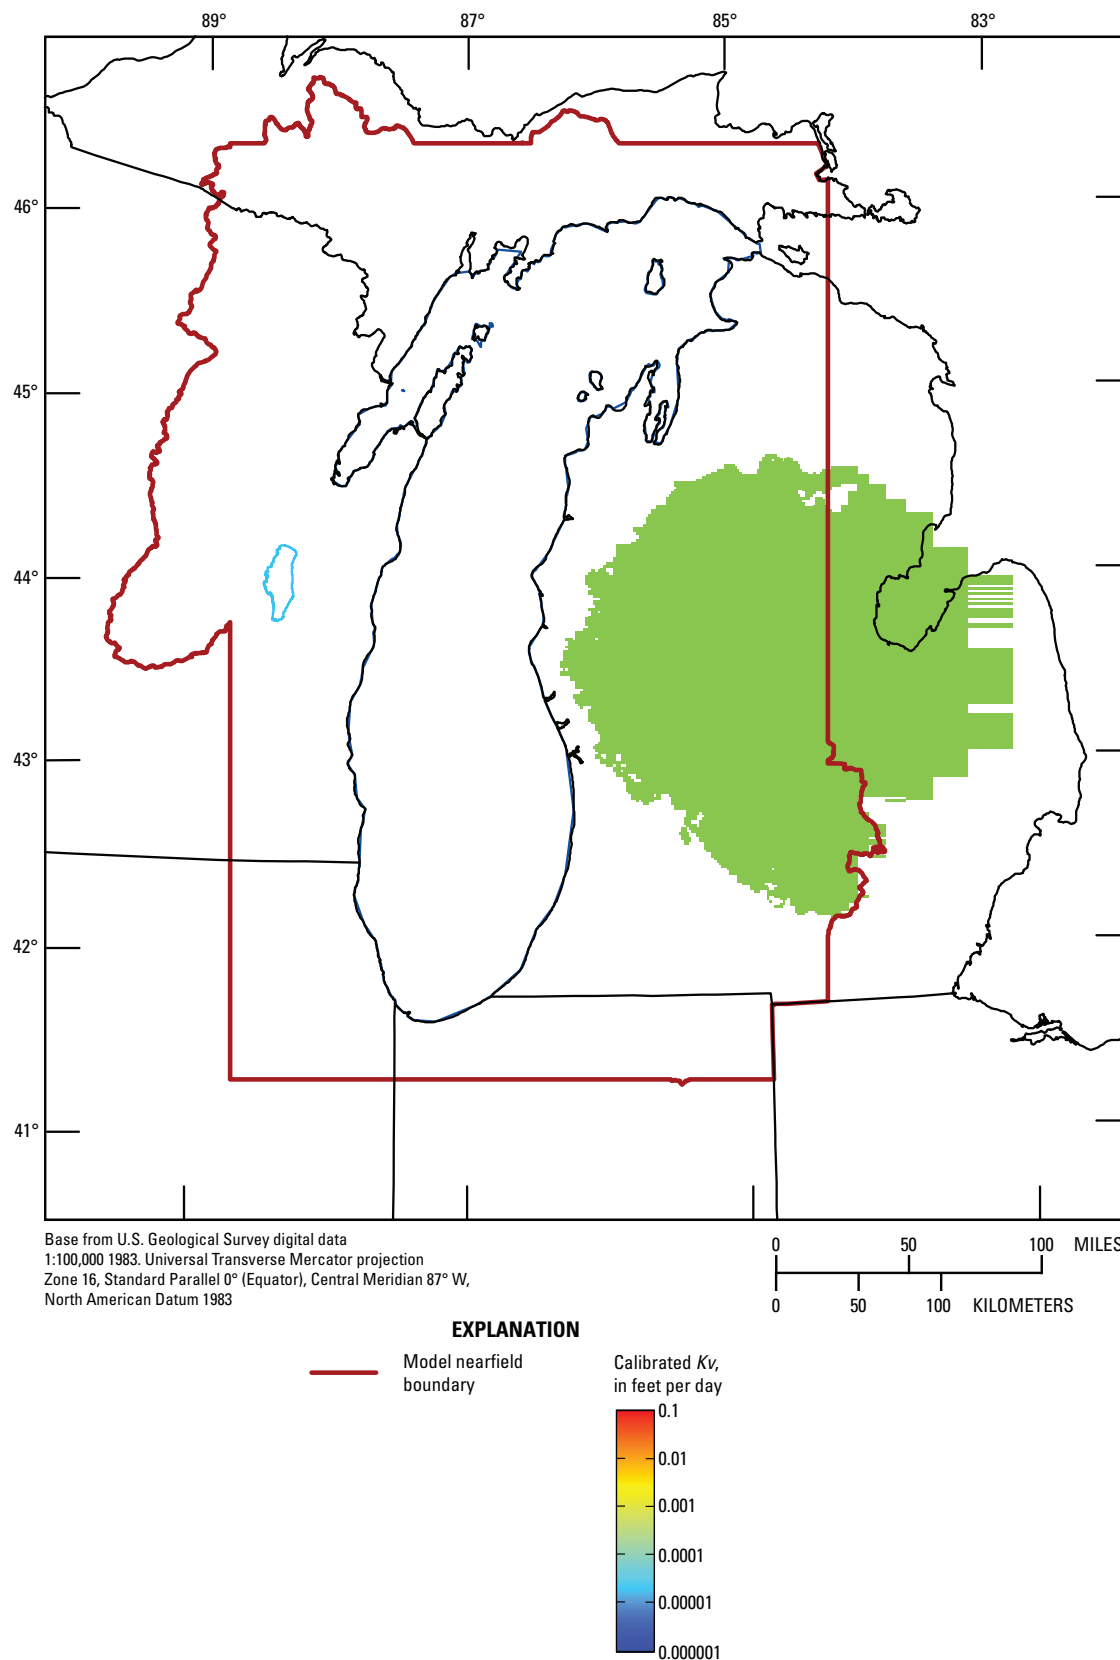 89° 87° 85° 83°
46°
45°
44°
43°
42°
41°
Base from U.S. Geological Survey digital data
1:100,000 1983. Universal Transverse Mercator projection
Zone 16, Standard Parallel 0° (Equator), Central Meridian 87° W,
North American Datum 1983
0 50 100 MILES
0 50 100 KILOMETERS
EXPLANATION
Model nearfield
boundary
Calibrated Kv,
in feet per day
0.1
0.01
0.001
0.0001
0.00001
0.000001